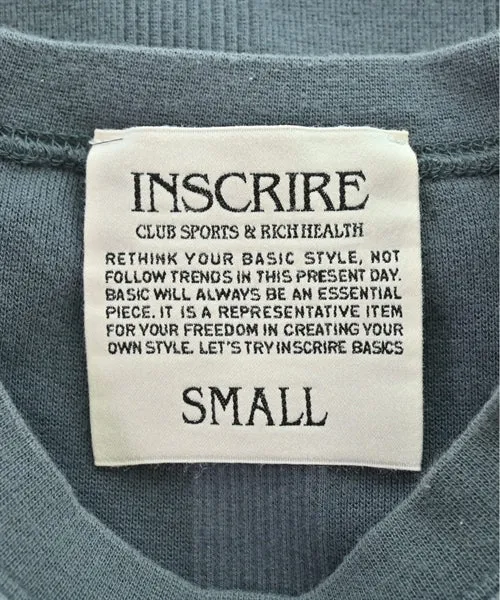 INSCRIRE
CLUB SPORTS & RICH HEALTH
RETHINK YOUR BASIC STYLE, NOT
FOLLOW TRENDS IN THIS PRESENT DAY.
BASIC WILL ALWAYS BE AN ESSENTIAL
PIECE. IT IS A REPRESENTATIVE ITEM
FOR YOUR FREEDOM IN CREATING YOUR
OWN STYLE. LET'S TRY INSCRIRE BASICS
SMALL